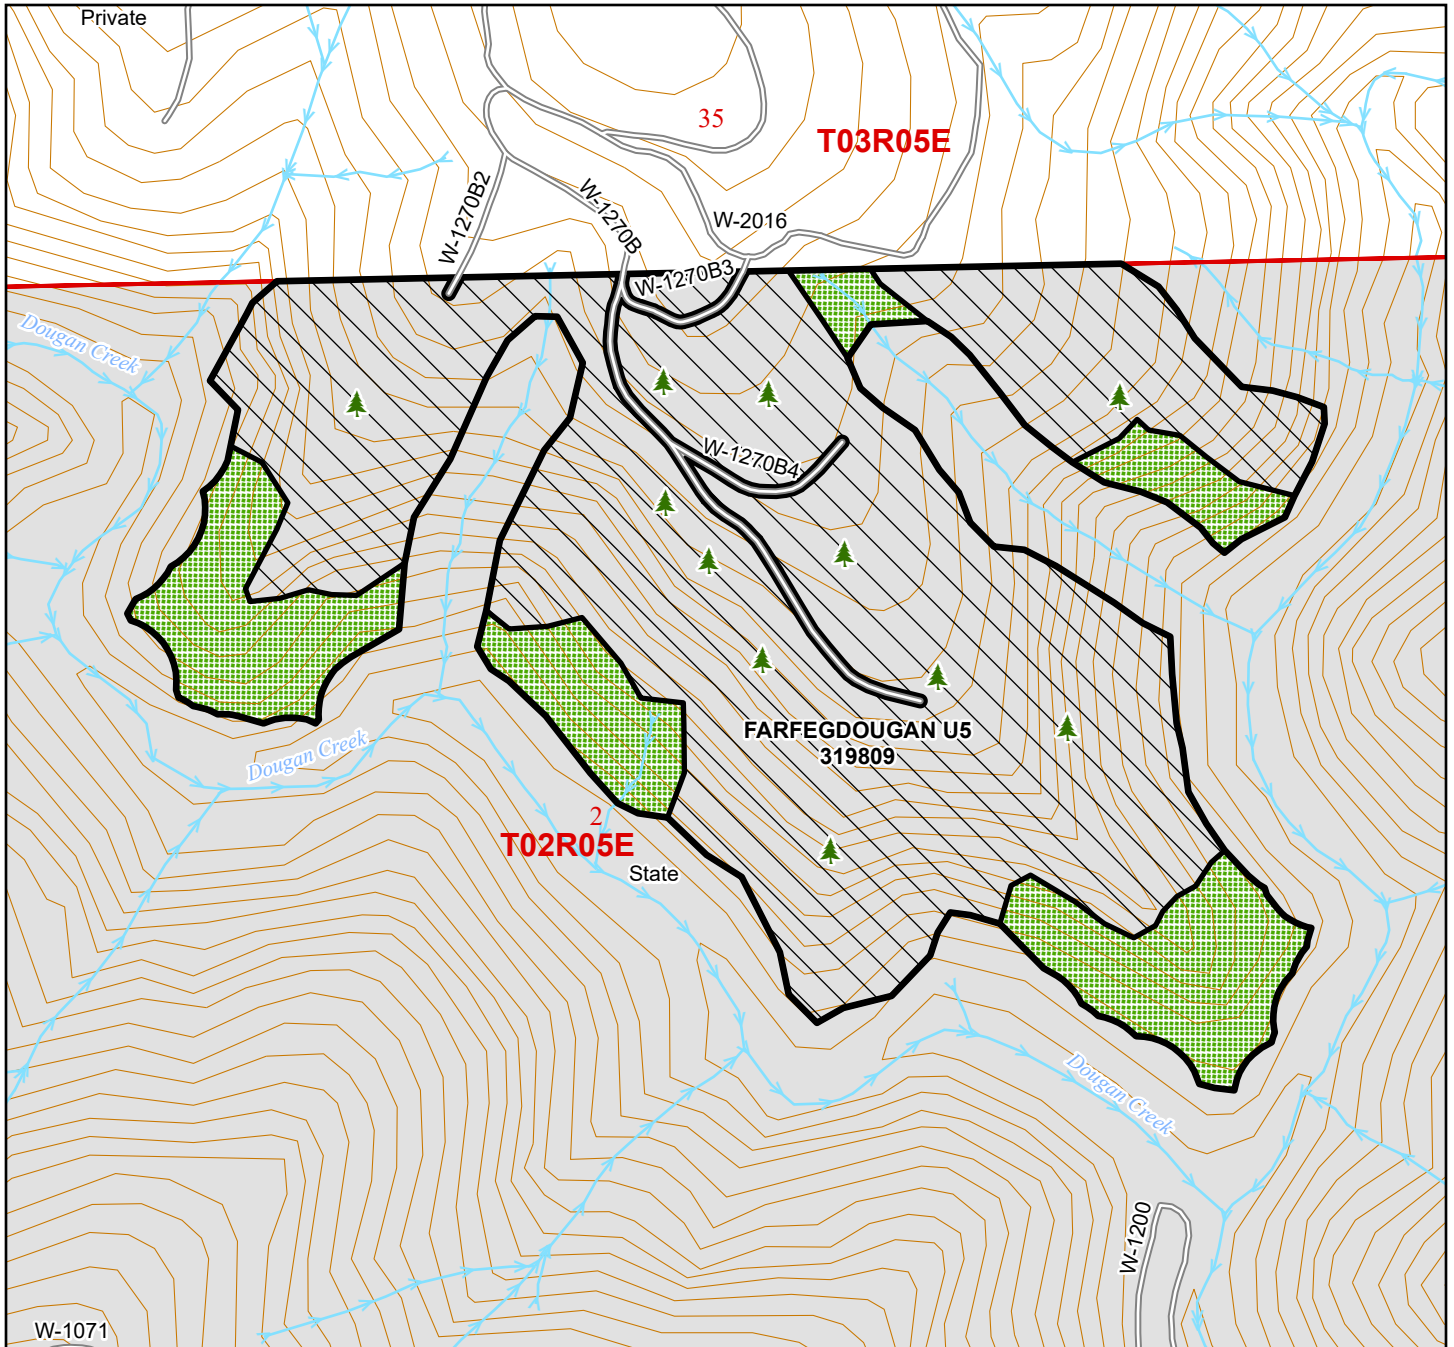 Private
35
T03R05E
W-1270B2
W-1270B
W-2016
W-1270B3
Dougan Creek
W-1270B4
FARFEGDOUGAN U5
319809
Dougan Creek
2
T02R05E
State
Dougan Creek
W-1200
W-1071